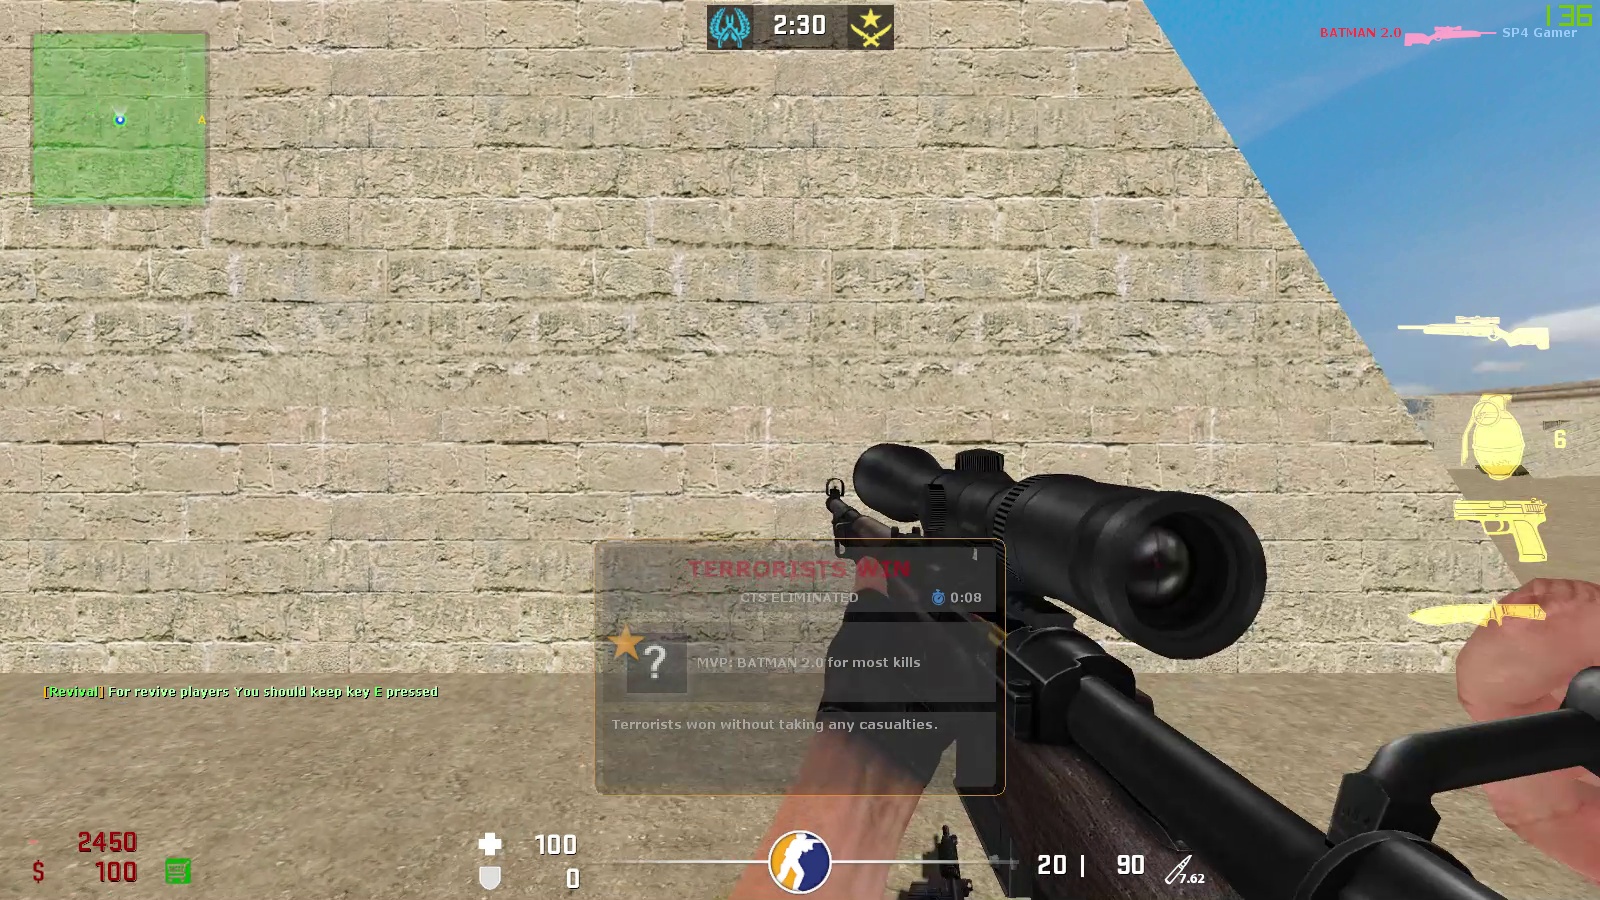 2:30
136
BATMAN 2.0 SP4 Gamer
A
6
TERRORISTS WIN
CTS ELIMINATED
0:08
?
MVP: BATMAN 2.0 for most kills
[Revival] For revive players You should keep key E pressed
Terrorists won without taking any casualties.
2450
$ 100
100
0
20 | 90
7.62